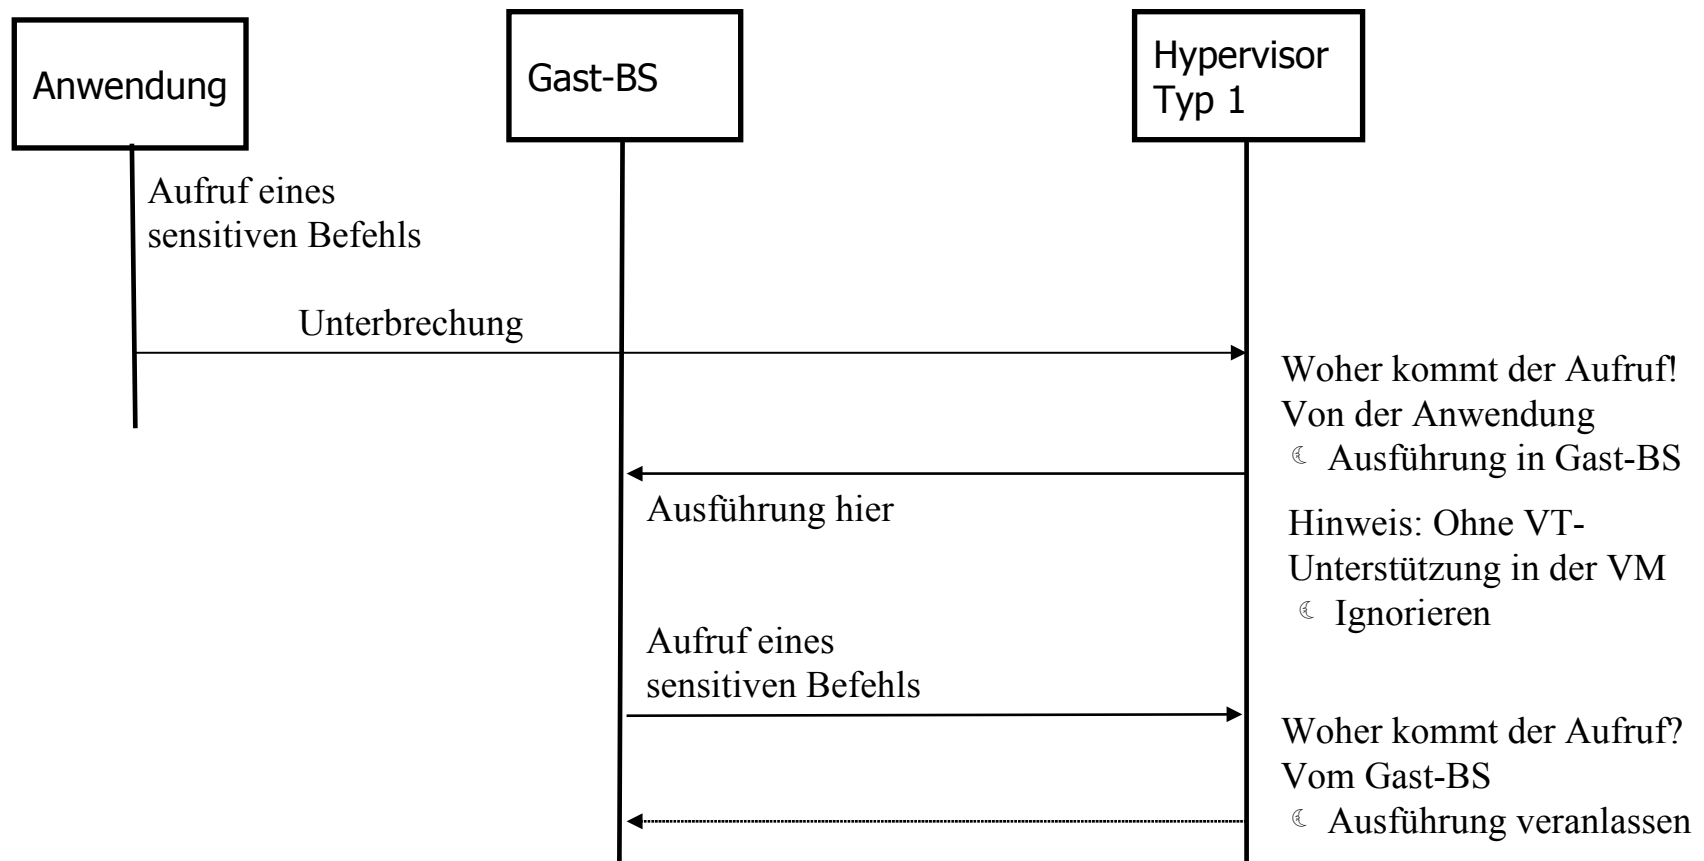 Anwendung
Gast-BS
Hypervisor
Typ 1
Aufruf eines
sensitiven Befehls
Unterbrechung
Woher kommt der Aufruf!
Von der Anwendung
☾ Ausführung in Gast-BS
Ausführung hier
Hinweis: Ohne VT-
Unterstützung in der VM
☾ Ignorieren
Aufruf eines
sensitiven Befehls
Woher kommt der Aufruf?
Vom Gast-BS
☾ Ausführung veranlassen